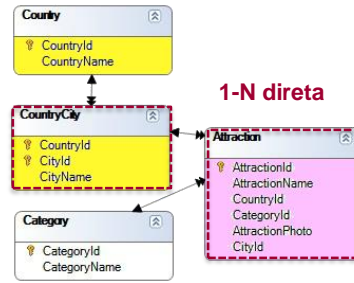 Country
CountryId
CountryName
1-N direta
CountryCity
CountryId
CityId
CityName
Attraction
AttractionId
AttractionName
CountryId
CategoryId
AttractionPhoto
CityId
Category
CategoryId
CategoryName